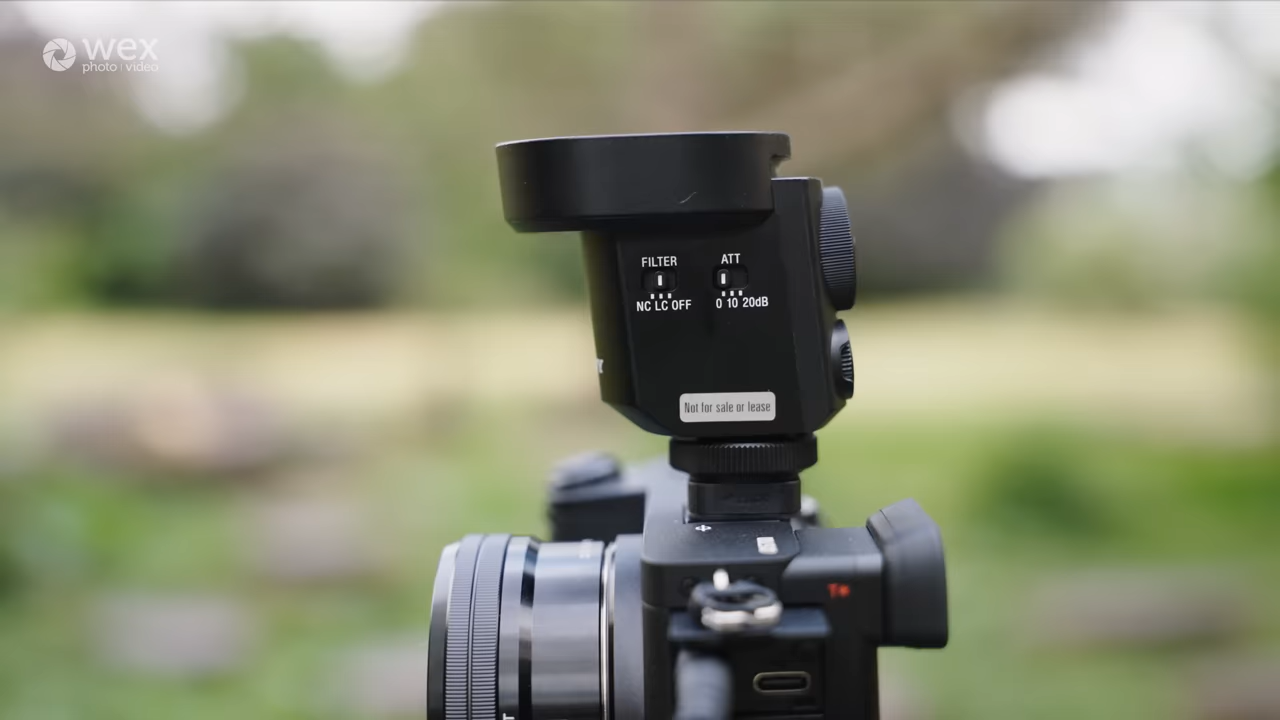 wex
photo video
FILTER
NC LC OFF
ATT
0 10 20dB
Not for sale or lease